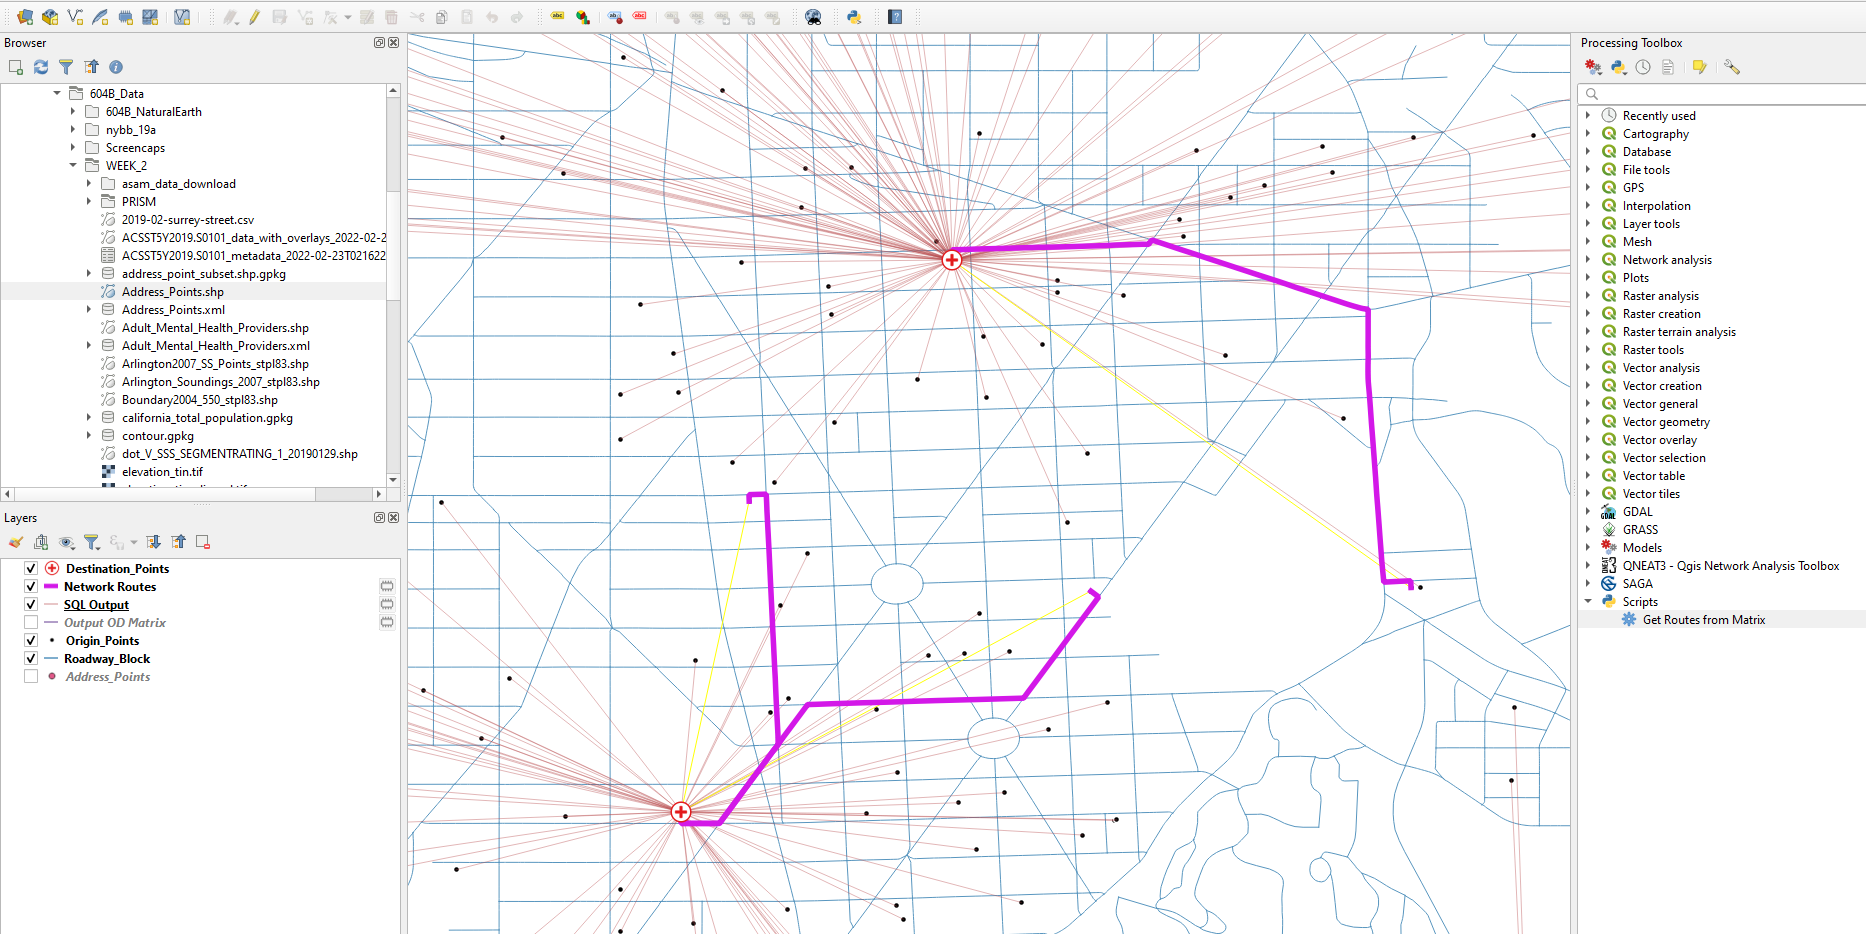 Browser
604B_Data
604B_NaturalEarth
nybb_19a
Screencaps
WEEK_2
asam_data_download
PRISM
2019-02-surrey-street.csv
ACSST5Y2019.S0101_data_with_overlays_2022-02-2
ACSST5Y2019.S0101_metadata_2022-02-23T021622
address_point_subset.shp.gpkg
Address_Points.shp
Address_Points.xml
Adult_Mental_Health_Providers.shp
Adult_Mental_Health_Providers.xml
Arlington2007_SS_Points_stpl83.shp
Arlington_Soundings_2007_stpl83.shp
Boundary2004_550_stpl83.shp
california_total_population.gpkg
contour.gpkg
dot_V_SSS_SEGMENTRATING_1_20190129.shp
elevation_tin.tif
Layers
Destination_Points
Network Routes
SQL Output
Output OD Matrix
Origin_Points
Roadway_Block
Address_Points
Processing Toolbox
Recently used
Cartography
Database
File tools
GPS
Interpolation
Layer tools
Mesh
Network analysis
Plots
Raster analysis
Raster creation
Raster terrain analysis
Raster tools
Vector analysis
Vector creation
Vector general
Vector geometry
Vector overlay
Vector selection
Vector table
Vector tiles
GDAL
GRASS
Models
QNEAT3 - Qgis Network Analysis Toolbox
SAGA
Scripts
Get Routes from Matrix